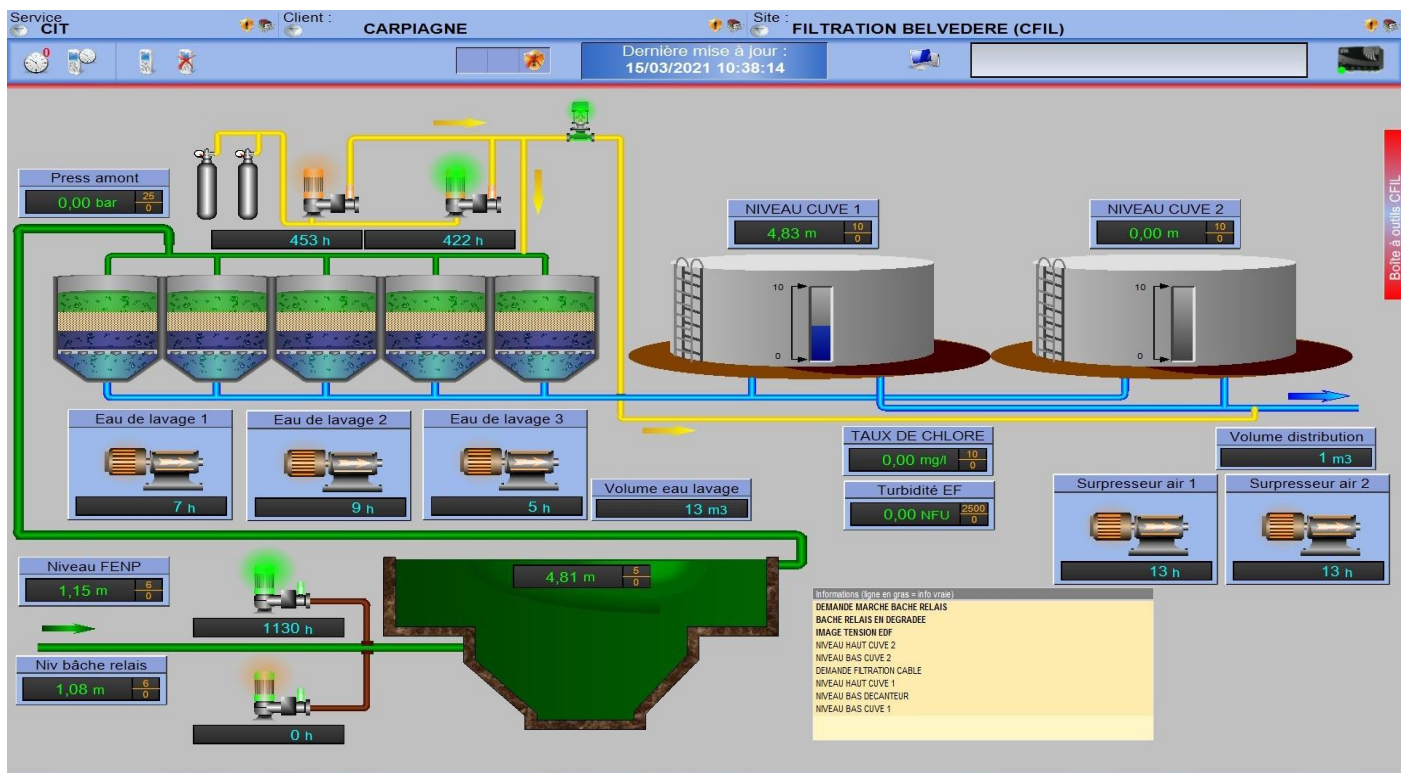 Service
CIT
Client :
CARPIAGNE
Site :
FILTRATION BELVEDERE (CFIL)
0
Dernière mise à jour :
15/03/2021 10:38:14
Boîte à outils CFIL
Press amont
0,00 bar 25 0
453 h
422 h
NIVEAU CUVE 1
4,83 m 10 0
NIVEAU CUVE 2
0,00 m 10 0
10
0
10
0
Eau de lavage 1
7 h
Eau de lavage 2
9 h
Eau de lavage 3
5 h
Volume eau lavage
13 m3
TAUX DE CHLORE
0,00 mg/l 10 0
Turbidité EF
0,00 NFU 2500 0
Volume distribution
1 m3
Surpresseur air 1
13 h
Surpresseur air 2
13 h
Niveau FENP
1,15 m 6 0
1130 h
4,81 m 5 0
Niv bâche relais
1,08 m 6 0
0 h
Informations (ligne en gras = info vraie)
DEMANDE MARCHE BACHE RELAIS
BACHE RELAIS EN DEGRADEE
IMAGE TENSION EDF
NIVEAU HAUT CUVE 2
NIVEAU BAS CUVE 2
DEMANDE FILTRATION CABLE
NIVEAU HAUT CUVE 1
NIVEAU BAS DECANTEUR
NIVEAU BAS CUVE 1